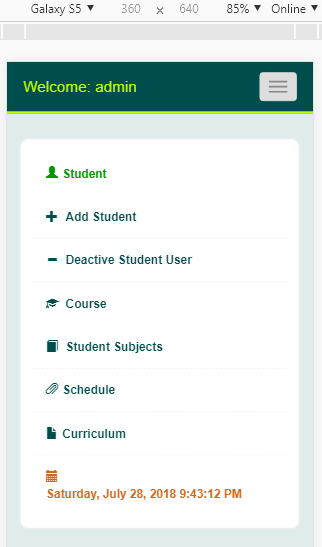 Galaxy S5 ▼ 360 × 640 85% ▼ Online ▼
Welcome: admin
Student
Add Student
Deactive Student User
Course
Student Subjects
Schedule
Curriculum
Saturday, July 28, 2018 9:43:12 PM